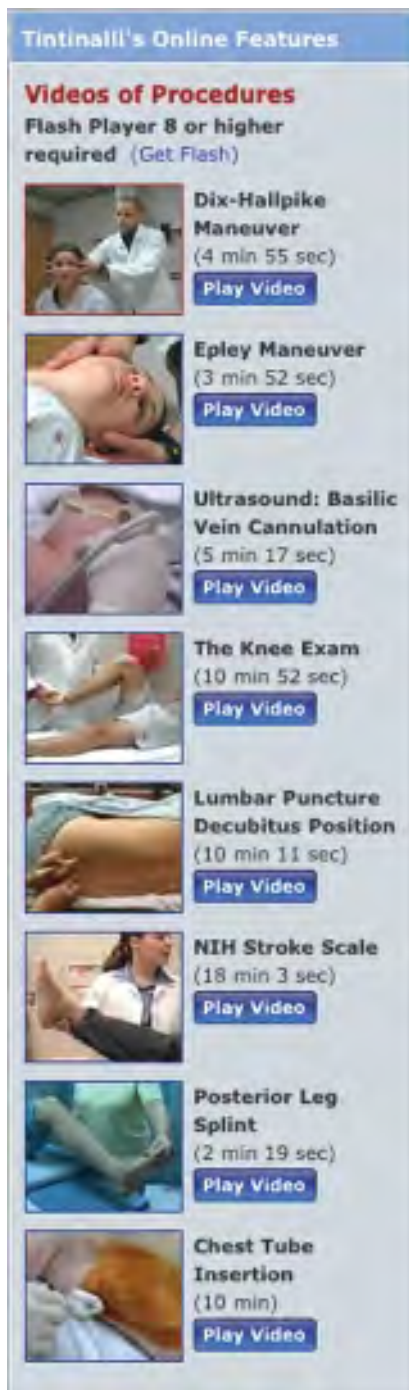 Tintinalli's Online Features
Videos of Procedures
Flash Player 8 or higher
required (Get Flash)
Dix-Hallpike
Maneuver
(4 min 55 sec)
Play Video
Epley Maneuver
(3 min 52 sec)
Play Video
Ultrasound: Basilic
Vein Cannulation
(5 min 17 sec)
Play Video
The Knee Exam
(10 min 52 sec)
Play Video
Lumbar Puncture
Decubitus Position
(10 min 11 sec)
Play Video
NIH Stroke Scale
(18 min 3 sec)
Play Video
Posterior Leg
Splint
(2 min 19 sec)
Play Video
Chest Tube
Insertion
(10 min)
Play Video